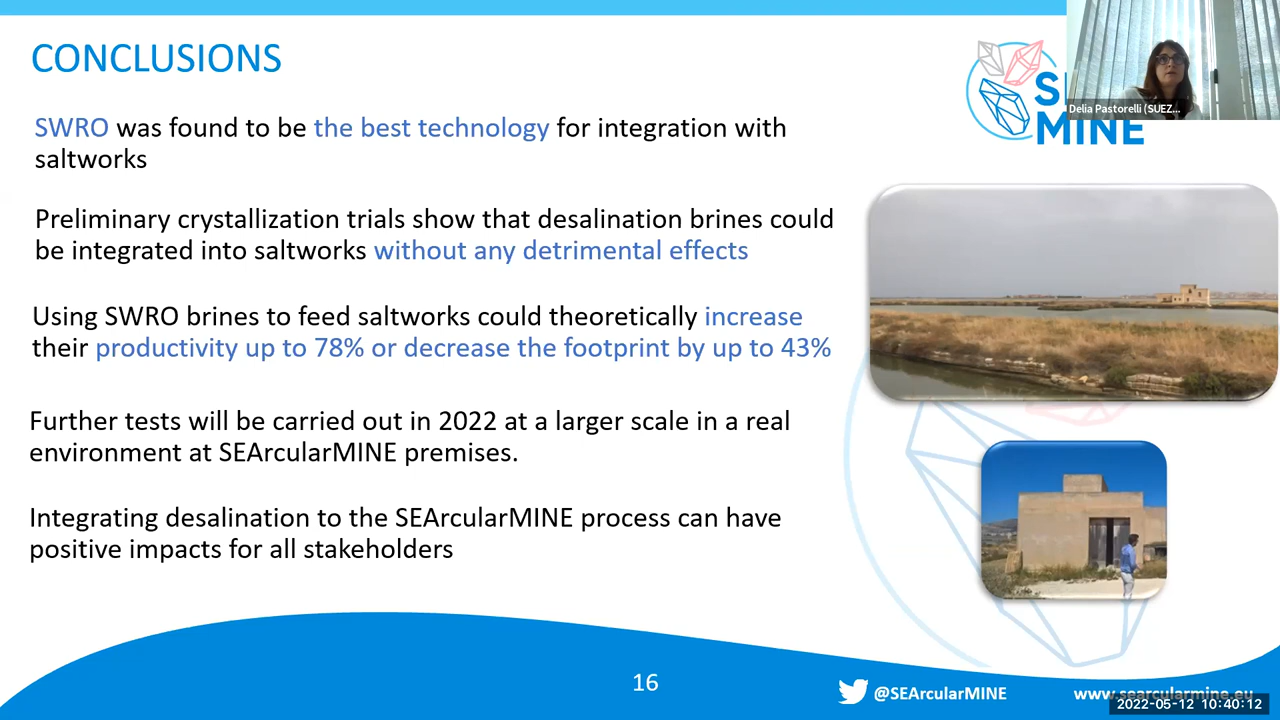 CONCLUSIONS
SWRO was found to be the best technology for integration with
saltworks
Preliminary crystallization trials show that desalination brines could
be integrated into saltworks without any detrimental effects
Using SWRO brines to feed saltworks could theoretically increase
their productivity up to 78% or decrease the footprint by up to 43%
Further tests will be carried out in 2022 at a larger scale in a real
environment at SEArcularMINE premises.
Integrating desalination to the SEArcularMINE process can have
positive impacts for all stakeholders
Delia Pastorelli (SUEZ...
MINE
16
@SEArcularMINE
www.searcularmine.eu
2022-05-12 10:40:12